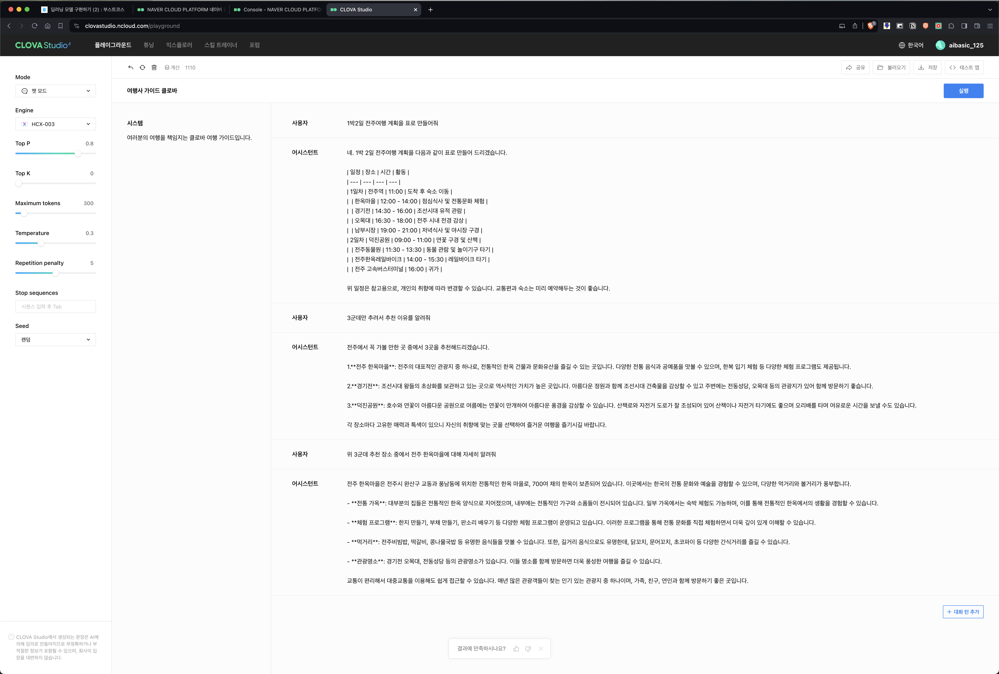 딥러닝 모델 구현하기 (2) : 부스트코스
NAVER CLOUD PLATFORM 네이버
Console - NAVER CLOUD PLATFO
CLOVA Studio
clovastudio.ncloud.com/playground
1
CLOVA Studio β
플레이그라운드
튜닝
익스플로러
스킬 트레이너
포럼
한국어
aibasic_125
계산 1110
공유
불러오기
저장
테스트 앱
Mode
챗 모드
Engine
HCX-003
Top P 0.8
Top K 0
Maximum tokens 300
Temperature 0.3
Repetition penalty 5
Stop sequences
시퀀스 입력 후 Tab
Seed
랜덤
CLOVA Studio에서 생성되는 문장은 AI에
의해 임의로 만들어지므로 부정확하거나 부
적절한 정보가 포함될 수 있으며, 회사의 입
장을 대변하지 않습니다.
여행사 가이드 클로바
실행
시스템
여러분의 여행을 책임지는 클로바 여행 가이드입니다.
사용자
1박2일 전주여행 계획을 표로 만들어줘
어시스턴트
네. 1박 2일 전주여행 계획을 다음과 같이 표로 만들어 드리겠습니다.
| 일정 | 장소 | 시간 | 활동 |
| --- | --- | --- | --- |
| 1일차 | 전주역 | 11:00 | 도착 후 숙소 이동 |
| | 한옥마을 | 12:00 - 14:00 | 점심식사 및 전통문화 체험 |
| | 경기전 | 14:30 - 16:00 | 조선시대 유적 관람 |
| | 오목대 | 16:30 - 18:00 | 전주 시내 전경 감상 |
| | 남부시장 | 19:00 - 21:00 | 저녁식사 및 야시장 구경 |
| 2일차 | 덕진공원 | 09:00 - 11:00 | 연꽃 구경 및 산책 |
| | 전주동물원 | 11:30 - 13:30 | 동물 관람 및 놀이기구 타기 |
| | 전주한옥레일바이크 | 14:00 - 15:30 | 레일바이크 타기 |
| | 전주 고속버스터미널 | 16:00 | 귀가 |
위 일정은 참고용으로, 개인의 취향에 따라 변경할 수 있습니다. 교통편과 숙소는 미리 예약해두는 것이 좋습니다.
사용자
3군데만 추려서 추천 이유를 알려줘
어시스턴트
전주에서 꼭 가볼 만한 곳 중에서 3곳을 추천해드리겠습니다.
1.**전주 한옥마을**: 전주의 대표적인 관광지 중 하나로, 전통적인 한옥 건물과 문화유산을 즐길 수 있는 곳입니다. 다양한 전통 음식과 공예품을 맛볼 수 있으며, 한복 입기 체험 등 다양한 체험 프로그램도 제공됩니다.
2.**경기전**: 조선시대 왕들의 초상화를 보관하고 있는 곳으로 역사적인 가치가 높은 곳입니다. 아름다운 정원과 함께 조선시대 건축물을 감상할 수 있고 주변에는 전동성당, 오목대 등의 관광지가 있어 함께 방문하기 좋습니다.
3.**덕진공원**: 호수와 연꽃이 아름다운 공원으로 여름에는 연꽃이 만개하여 아름다운 풍경을 감상할 수 있습니다. 산책로와 자전거 도로가 잘 조성되어 있어 산책이나 자전거 타기에도 좋으며 오리배를 타며 여유로운 시간을 보낼 수도 있습니다.
각 장소마다 고유한 매력과 특색이 있으니 자신의 취향에 맞는 곳을 선택하여 즐거운 여행을 즐기시길 바랍니다.
사용자
위 3군데 추천 장소 중에서 전주 한옥마을에 대해 자세히 알려줘
어시스턴트
전주 한옥마을은 전주시 완산구 교동과 풍남동에 위치한 전통적인 한옥 마을로, 700여 채의 한옥이 보존되어 있습니다. 이곳에서는 한국의 전통 문화와 예술을 경험할 수 있으며, 다양한 먹거리와 볼거리가 풍부합니다.
- **전통 가옥**: 대부분의 집들은 전통적인 한옥 양식으로 지어졌으며, 내부에는 전통적인 가구와 소품들이 전시되어 있습니다. 일부 가옥에서는 숙박 체험도 가능하며, 이를 통해 전통적인 한옥에서의 생활을 경험할 수 있습니다.
- **체험 프로그램**: 한지 만들기, 부채 만들기, 판소리 배우기 등 다양한 체험 프로그램이 운영되고 있습니다. 이러한 프로그램을 통해 전통 문화를 직접 체험하면서 더욱 깊이 있게 이해할 수 있습니다.
- **먹거리**: 전주비빔밥, 떡갈비, 콩나물국밥 등 유명한 음식들을 맛볼 수 있습니다. 또한, 길거리 음식으로도 유명한데, 닭꼬치, 문어꼬치, 초코파이 등 다양한 간식거리를 즐길 수 있습니다.
- **관광명소**: 경기전 오목대, 전동성당 등의 관광명소가 있습니다. 이들 명소를 함께 방문하면 더욱 풍성한 여행을 즐길 수 있습니다.
교통이 편리해서 대중교통을 이용해도 쉽게 접근할 수 있습니다. 매년 많은 관광객들이 찾는 인기 있는 관광지 중 하나이며, 가족, 친구, 연인과 함께 방문하기 좋은 곳입니다.
+ 대화 턴 추가
결과에 만족하시나요?